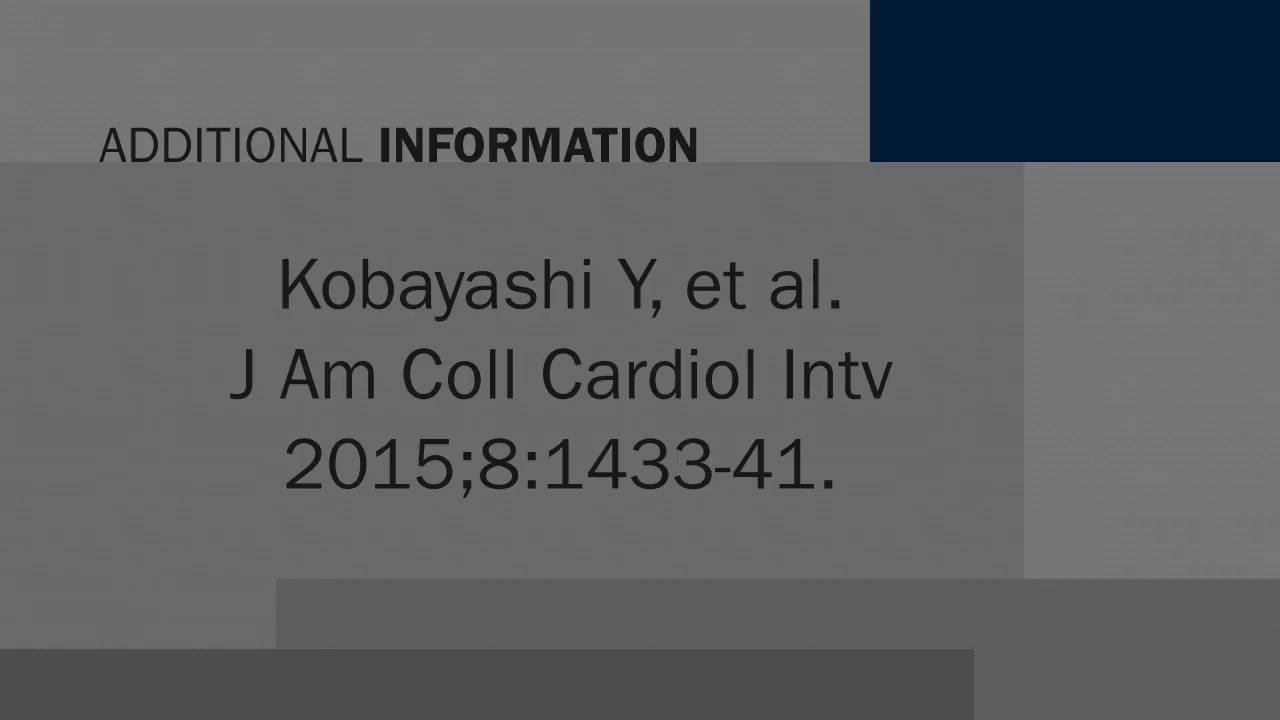 ADDITIONAL INFORMATION
Kobayashi Y, et al.
J Am Coll Cardiol Intv
2015;8:1433-41.